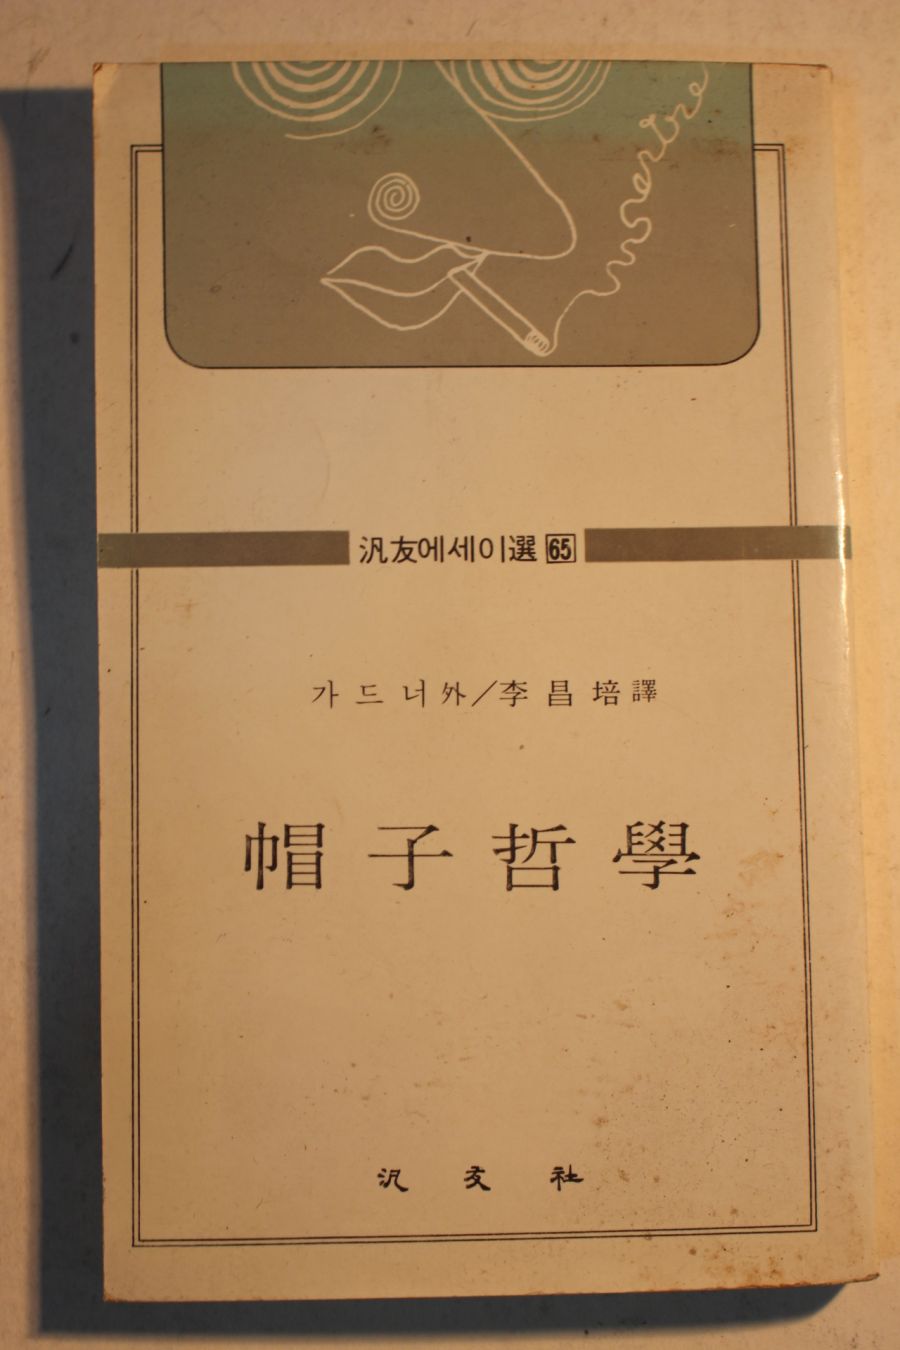 汎友에세이選 65
가드너外/李昌培譯
帽子哲學
汎友社